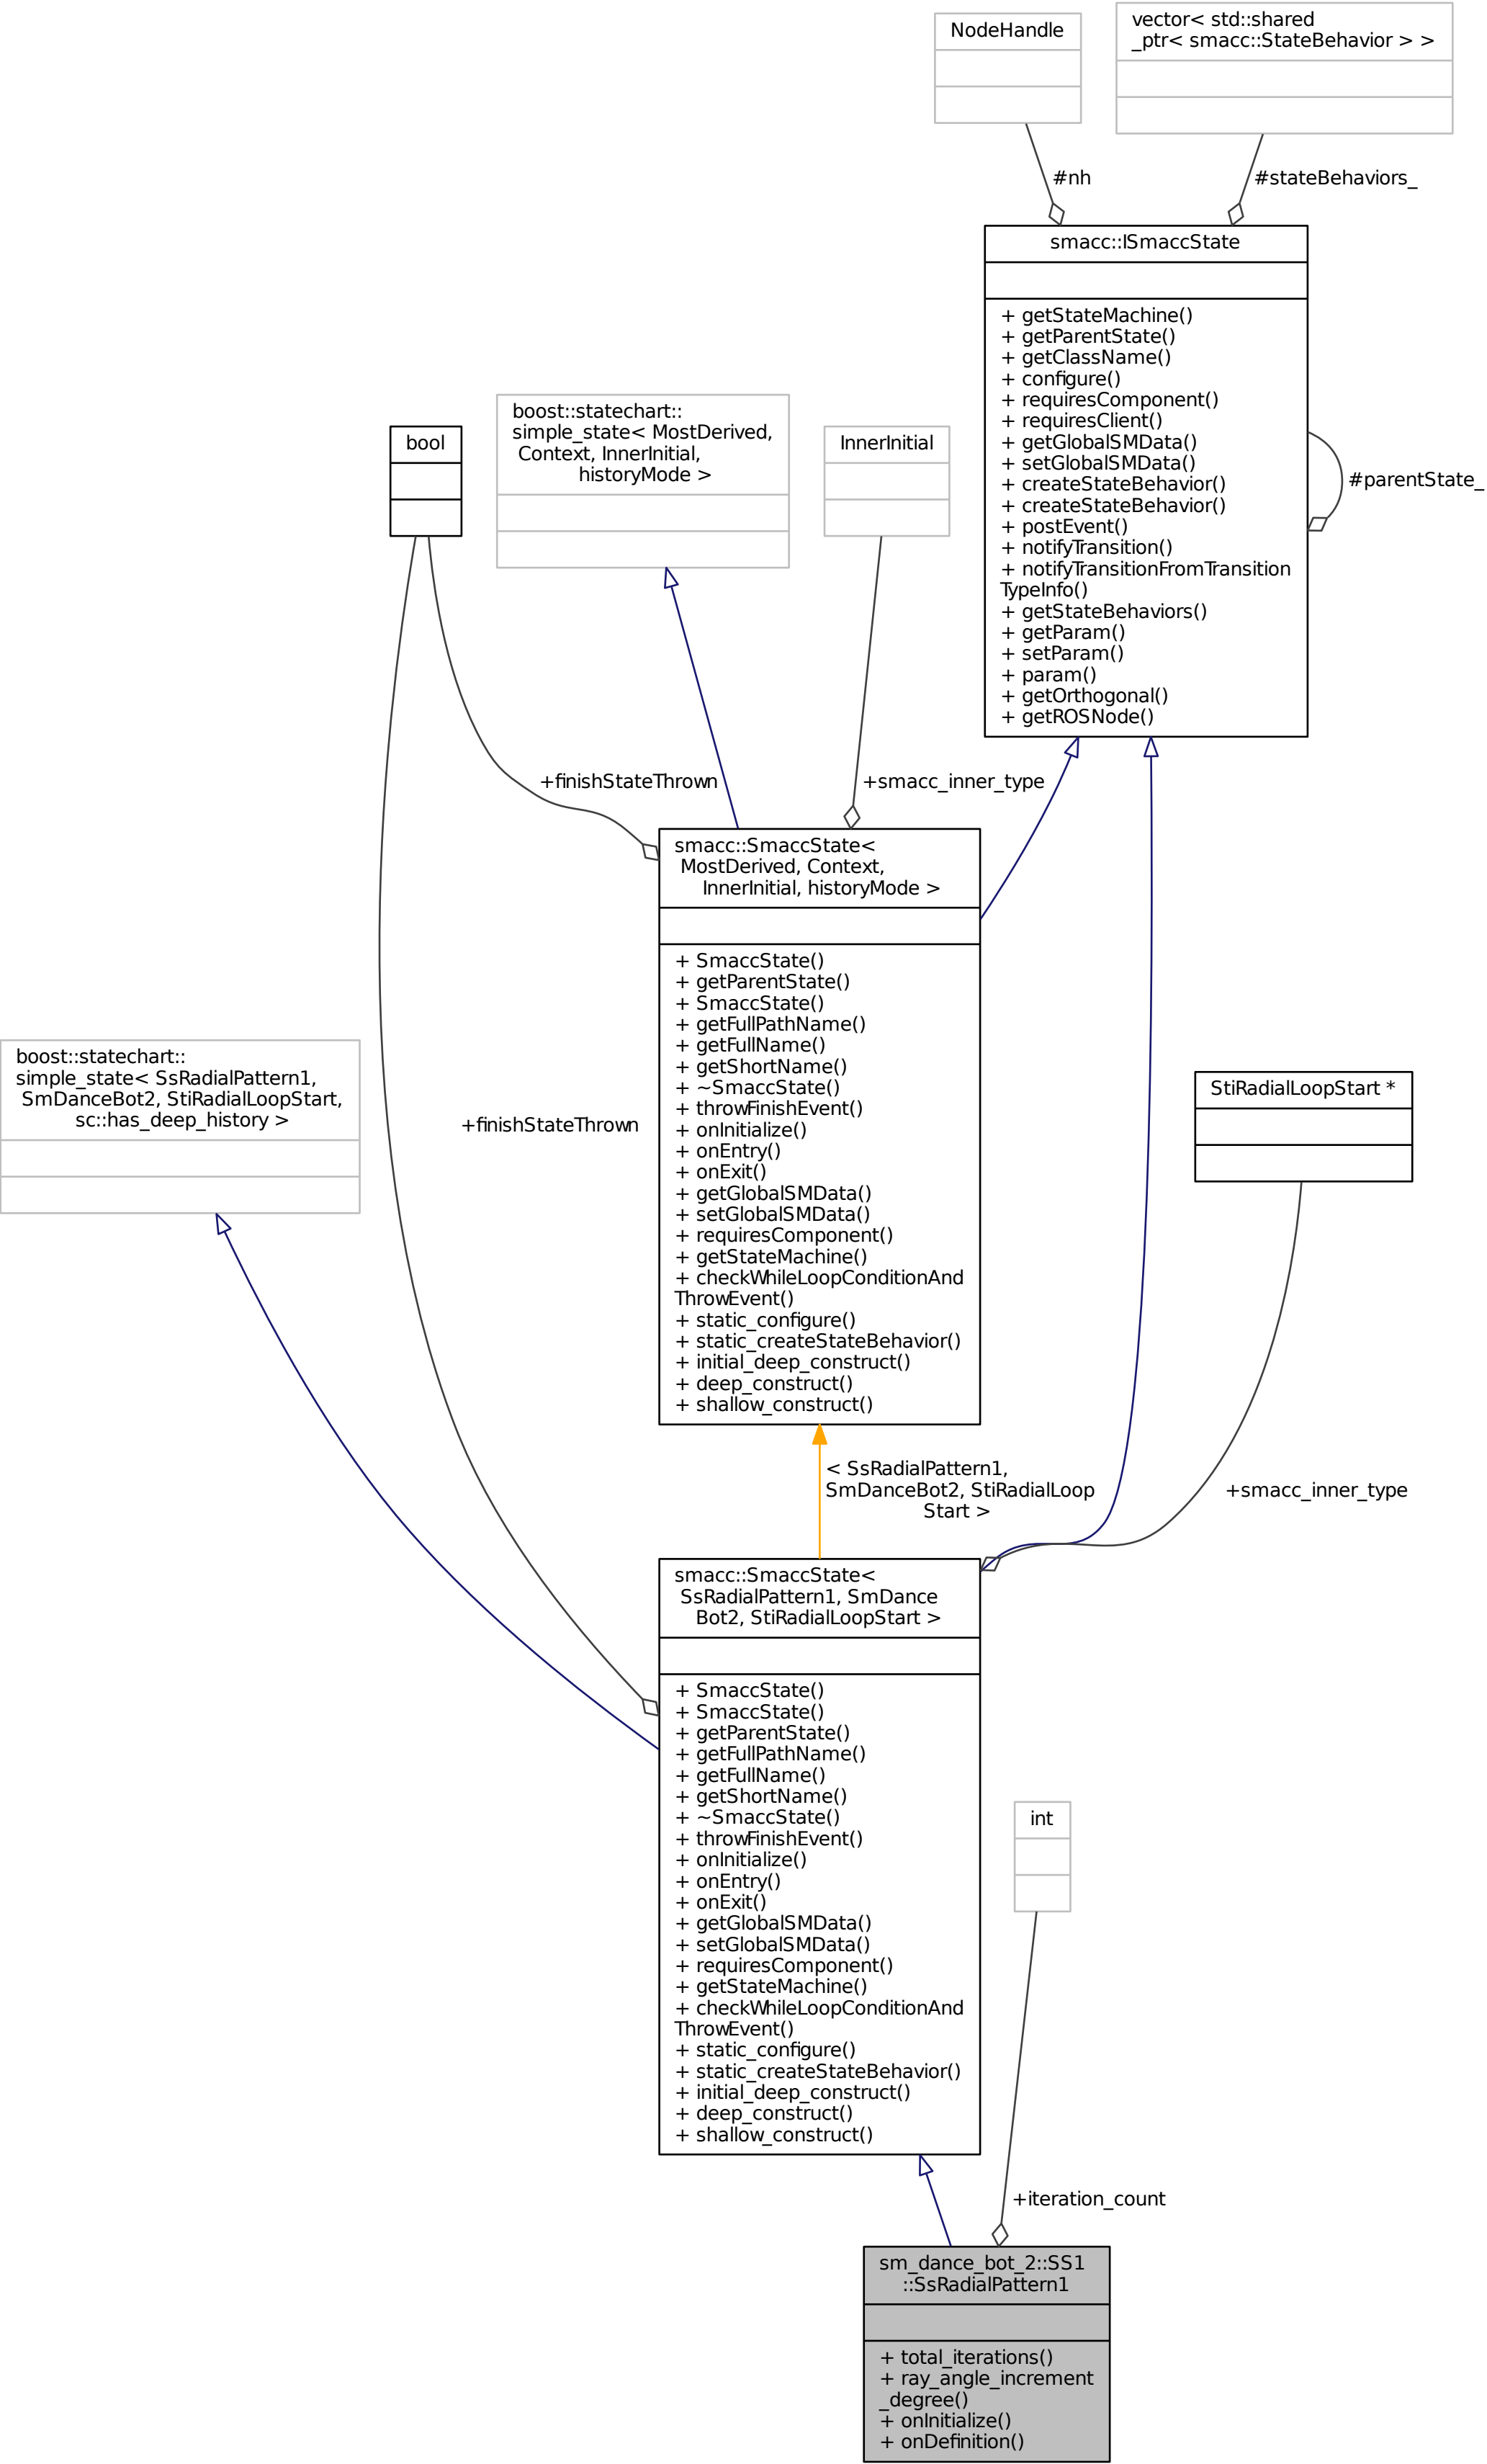 NodeHandle
vector< std::shared
_ptr< smacc::StateBehavior > >
#nh
#stateBehaviors_
smacc::ISmaccState
+ getStateMachine()
+ getParentState()
+ getClassName()
+ configure()
+ requiresComponent()
+ requiresClient()
+ getGlobalSMData()
+ setGlobalSMData()
+ createStateBehavior()
+ createStateBehavior()
+ postEvent()
+ notifyTransition()
+ notifyTransitionFromTransition
TypeInfo()
+ getStateBehaviors()
+ getParam()
+ setParam()
+ param()
+ getOrthogonal()
+ getROSNode()
#parentState_
bool
boost::statechart::
simple_state< MostDerived,
Context, InnerInitial,
historyMode >
InnerInitial
+finishStateThrown
+smacc_inner_type
smacc::SmaccState<
MostDerived, Context,
InnerInitial, historyMode >
+ SmaccState()
+ getParentState()
+ SmaccState()
+ getFullPathName()
+ getFullName()
+ getShortName()
+ ~SmaccState()
+ throwFinishEvent()
+ onInitialize()
+ onEntry()
+ onExit()
+ getGlobalSMData()
+ setGlobalSMData()
+ requiresComponent()
+ getStateMachine()
+ checkWhileLoopConditionAnd
ThrowEvent()
+ static_configure()
+ static_createStateBehavior()
+ initial_deep_construct()
+ deep_construct()
+ shallow_construct()
boost::statechart::
simple_state< SsRadialPattern1,
SmDanceBot2, StiRadialLoopStart,
sc::has_deep_history >
+finishStateThrown
StiRadialLoopStart *
< SsRadialPattern1,
SmDanceBot2, StiRadialLoop
Start >
+smacc_inner_type
smacc::SmaccState<
SsRadialPattern1, SmDance
Bot2, StiRadialLoopStart >
+ SmaccState()
+ SmaccState()
+ getParentState()
+ getFullPathName()
+ getFullName()
+ getShortName()
+ ~SmaccState()
+ throwFinishEvent()
+ onInitialize()
+ onEntry()
+ onExit()
+ getGlobalSMData()
+ setGlobalSMData()
+ requiresComponent()
+ getStateMachine()
+ checkWhileLoopConditionAnd
ThrowEvent()
+ static_configure()
+ static_createStateBehavior()
+ initial_deep_construct()
+ deep_construct()
+ shallow_construct()
int
+iteration_count
sm_dance_bot_2::SS1
::SsRadialPattern1
+ total_iterations()
+ ray_angle_increment
_degree()
+ onInitialize()
+ onDefinition()